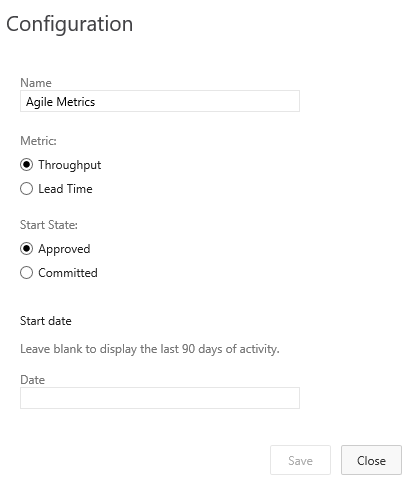 Configuration
Name
Agile Metrics
Metric:
Throughput
Lead Time
Start State:
Approved
Committed
Start date
Leave blank to display the last 90 days of activity.
Date
Save Close